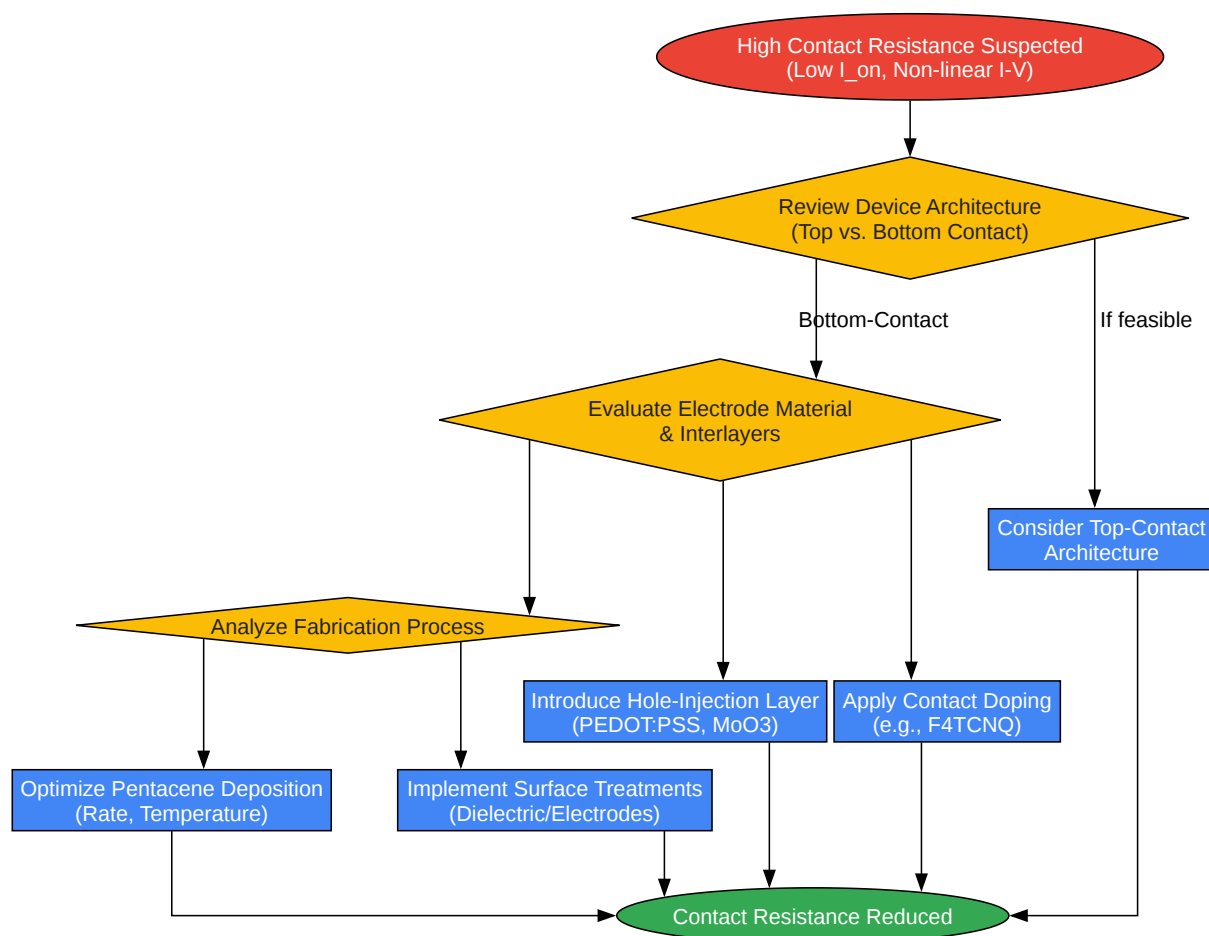 High Contact Resistance Suspected
(Low I_on, Non-linear I-V)
Review Device Architecture
(Top vs. Bottom Contact)
Bottom-Contact
If feasible
Evaluate Electrode Material
& Interlayers
Consider Top-Contact
Architecture
Analyze Fabrication Process
Introduce Hole-Injection Layer
(PEDOT:PSS, MoO3)
Apply Contact Doping
(e.g., F4TCNQ)
Optimize Pentacene Deposition
(Rate, Temperature)
Implement Surface Treatments
(Dielectric/Electrodes)
Contact Resistance Reduced